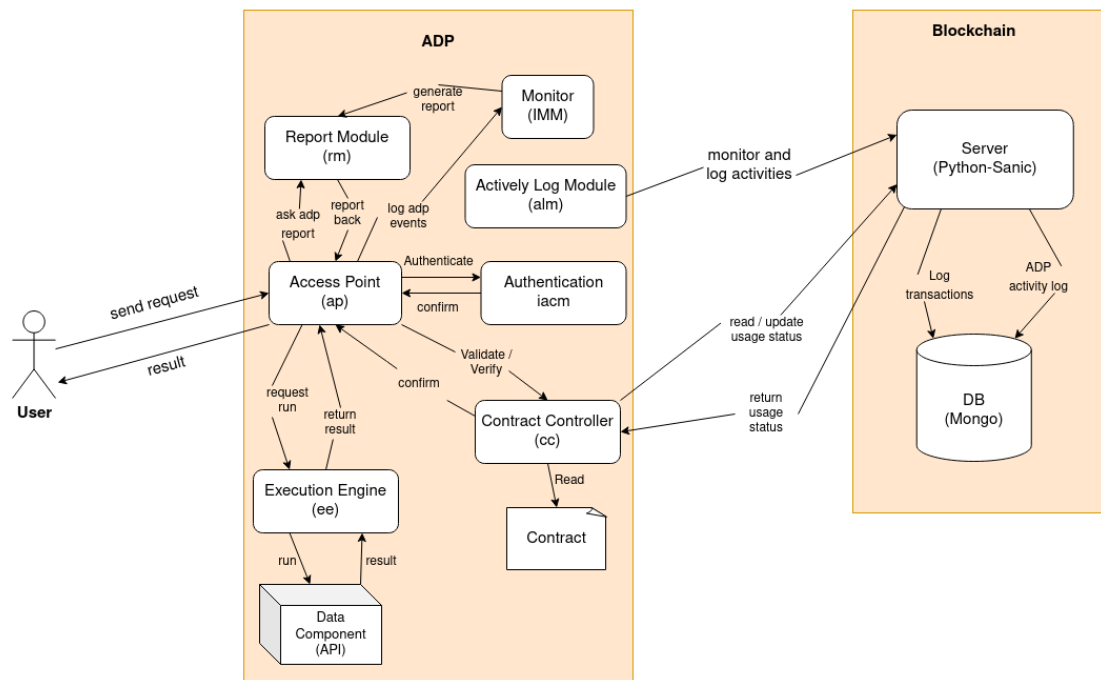 ADP
Blockchain
generate
report
Monitor
(IMM)
Report Module
(rm)
Server
(Python-Sanic)
monitor and
log activities
Actively Log Module
(alm)
ask adp
report
report
back
log adp
events
Authenticate
Access Point
(ap)
Authentication
iacm
confirm
send request
result
User
Log
transactions
ADP
activity log
read / update
usage status
Validate /
Verify
confirm
request
run
return
result
return
usage
status
DB
(Mongo)
Contract Controller
(cc)
Read
Execution Engine
(ee)
Contract
run
result
Data
Component
(API)